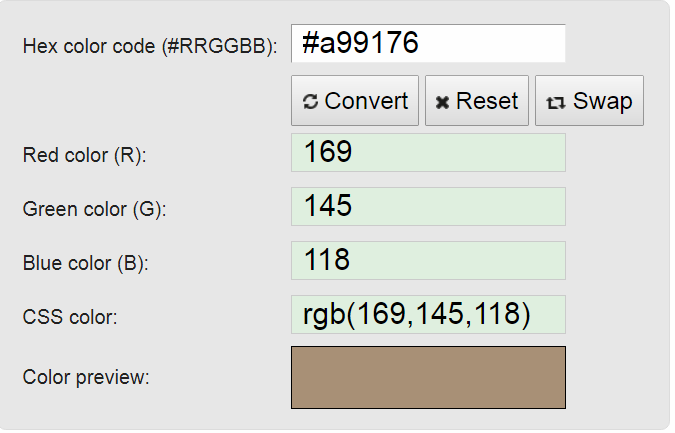 Hex color code (#RRGGBB): #a99176
Convert Reset Swap
Red color (R): 169
Green color (G): 145
Blue color (B): 118
CSS color: rgb(169,145,118)
Color preview: